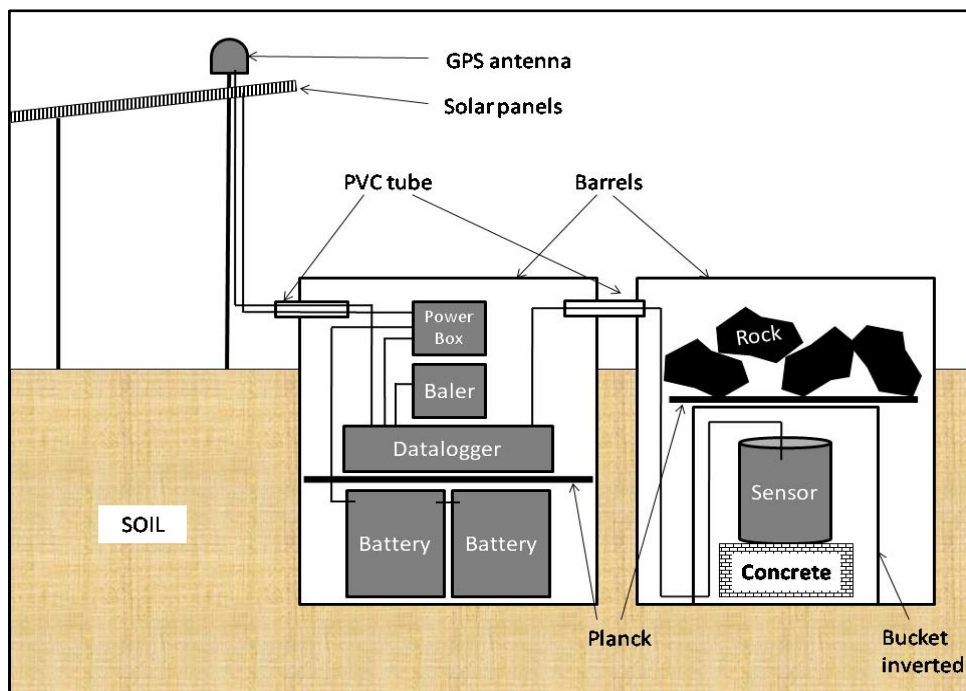 GPS antenna
Solar panels
PVC tube
Barrels
Power
Box
Rock
Baler
Datalogger
Sensor
SOIL
Battery
Battery
Concrete
Planck
Bucket
inverted